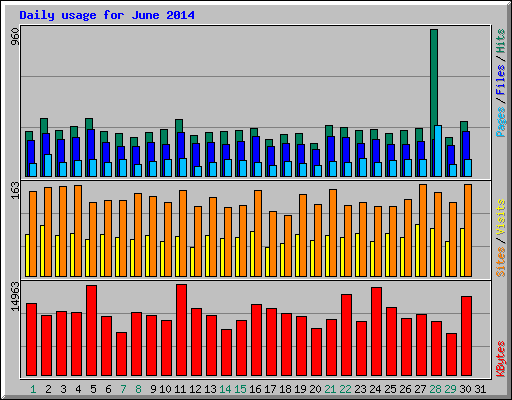 Daily usage for June 2014
960
163
14963
Pages / Files / Hits
Sites / Visits
KBytes
1 2 3 4 5 6 7 8 9 10 11 12 13 14 15 16 17 18 19 20 21 22 23 24 25 26 27 28 29 30 31